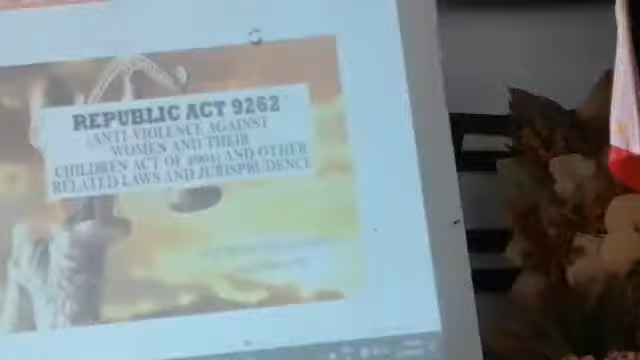 REPUBLIC ACT 9262
(ANTI-VIOLENCE AGAINST
WOMEN AND THEIR
CHILDREN ACT OF 2004) AND OTHER
RELATED LAWS AND JURISPRUDENCE